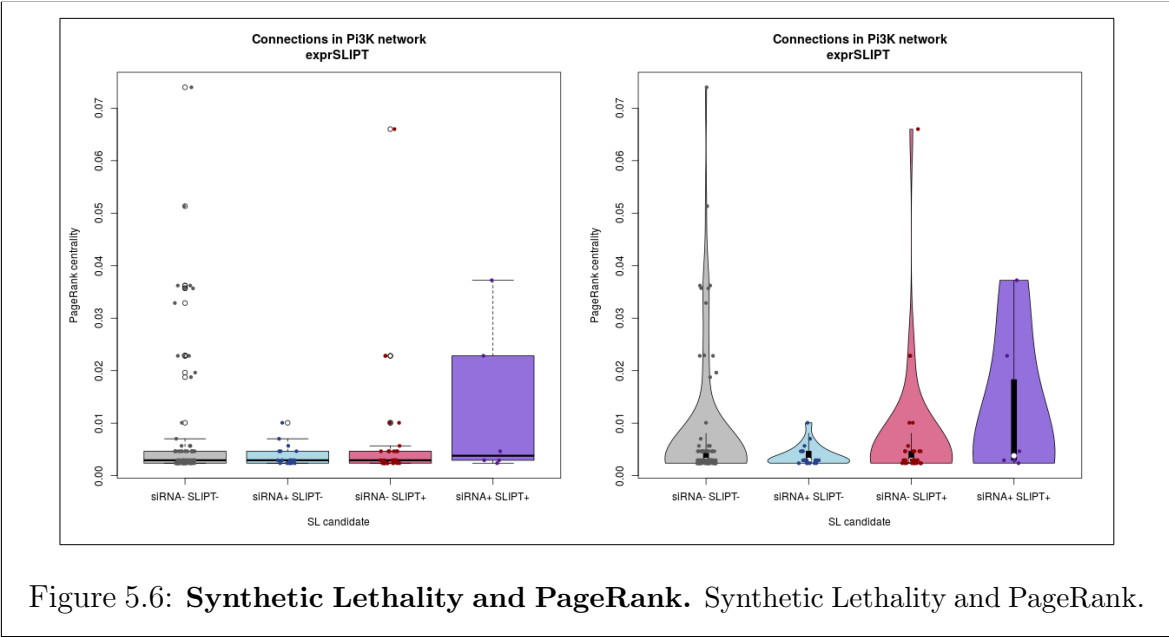 Connections in Pi3K network
exprSLIPT
PageRank centrality
0.07
0.06
0.05
0.04
0.03
0.02
0.01
0.00
siRNA- SLIPT-
siRNA+ SLIPT-
siRNA- SLIPT+
siRNA+ SLIPT+
SL candidate
Connections in Pi3K network
exprSLIPT
PageRank centrality
0.07
0.06
0.05
0.04
0.03
0.02
0.01
0.00
siRNA- SLIPT-
siRNA+ SLIPT-
siRNA- SLIPT+
siRNA+ SLIPT+
SL candidate
Figure 5.6: Synthetic Lethality and PageRank. Synthetic Lethality and PageRank.